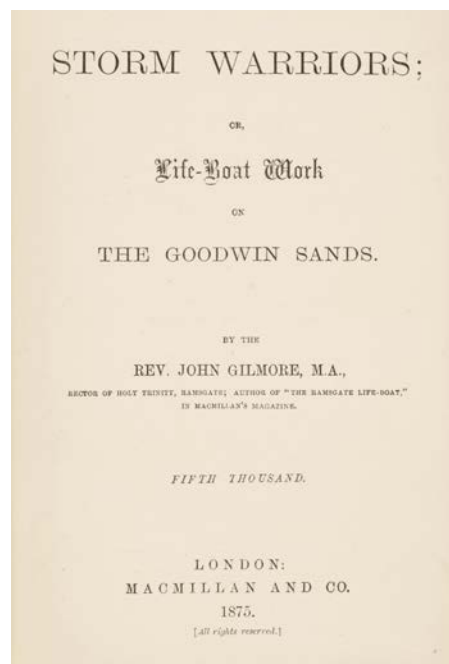 STORM WARRIORS;
OR,
Life-Boat Work
ON
THE GOODWIN SANDS.
BY THE
REV. JOHN GILMORE, M.A.,
RECTOR OF HOLY TRINITY, RAMSGATE; AUTHOR OF "THE RAMSGATE LIFE-BOAT,"
IN MACMILLAN'S MAGAZINE.
FIFTH THOUSAND.
LONDON:
MACMILLAN AND CO.
1875.
[All rights reserved.]